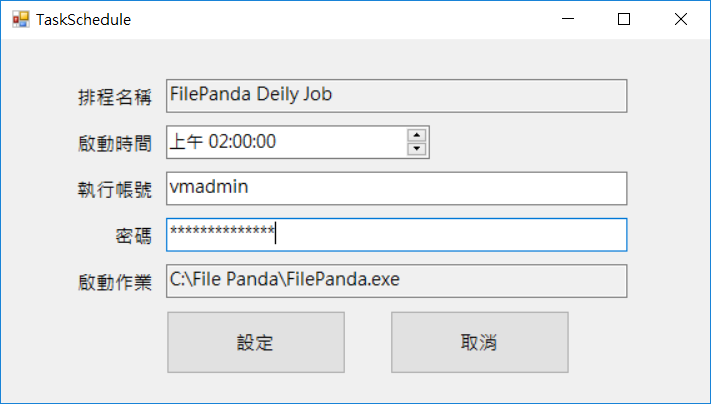 TaskSchedule
排程名稱 FilePanda Deily Job
啟動時間 上午 02:00:00
執行帳號 vmadmin
密碼 **************
啟動作業 C:\File Panda\FilePanda.exe
設定 取消